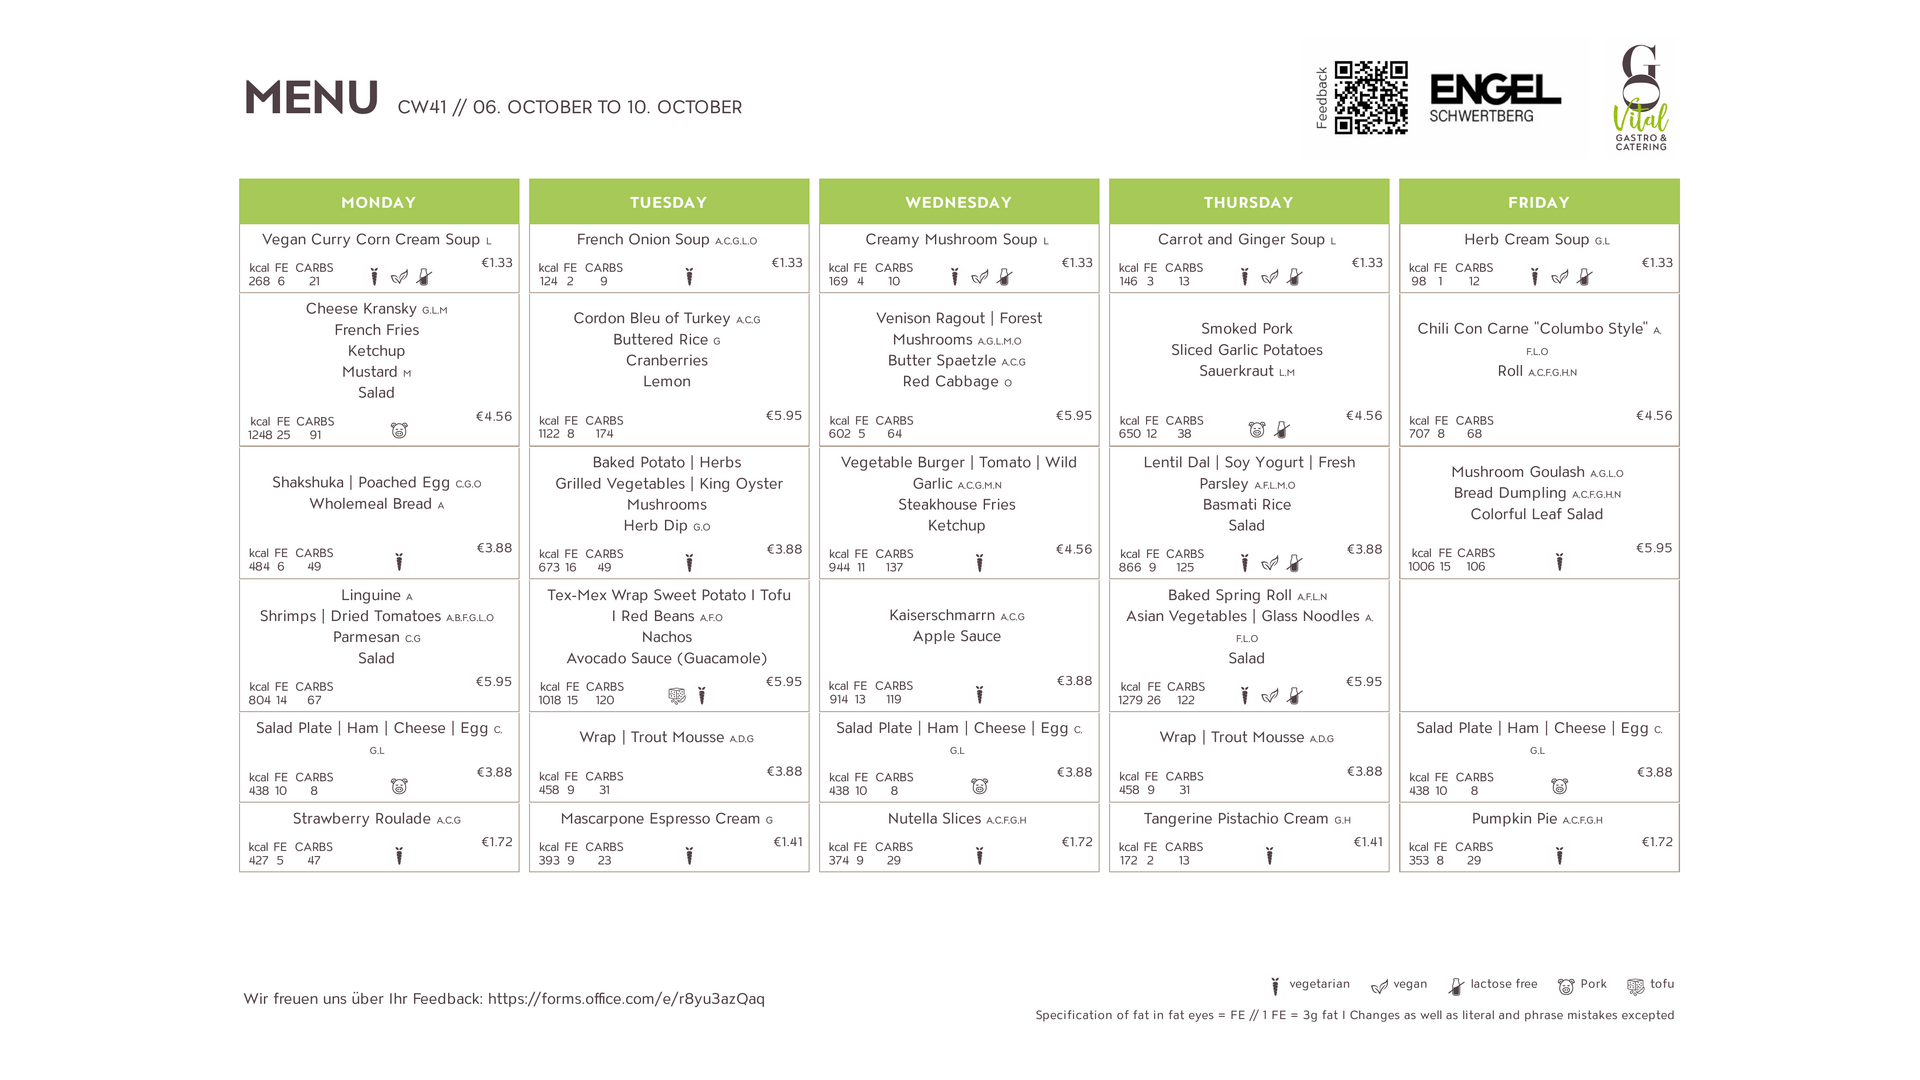 MENU CW41 // 06. OCTOBER TO 10. OCTOBER
Feedback
ENGEL
SCHWERTBERG
G
Vital
GASTRO &
CATERING
MONDAY
Vegan Curry Corn Cream Soup L
€1.33
kcal FE CARBS
268 6 21
Cheese Kransky G.L.M
French Fries
Ketchup
Mustard M
Salad
€4.56
kcal FE CARBS
1248 25 91
Shakshuka | Poached Egg C.G.O
Wholemeal Bread A
€3.88
kcal FE CARBS
484 6 49
Linguine A
Shrimps | Dried Tomatoes A.B.F.G.L.O
Parmesan C.G
Salad
€5.95
kcal FE CARBS
804 14 67
Salad Plate | Ham | Cheese | Egg C.
G.L
€3.88
kcal FE CARBS
438 10 8
Strawberry Roulade A.C.G
€1.72
kcal FE CARBS
427 5 47
TUESDAY
French Onion Soup A.C.G.L.O
€1.33
kcal FE CARBS
124 2 9
Cordon Bleu of Turkey A.C.G
Buttered Rice G
Cranberries
Lemon
€5.95
kcal FE CARBS
1122 8 174
Baked Potato | Herbs
Grilled Vegetables | King Oyster
Mushrooms
Herb Dip G.O
€3.88
kcal FE CARBS
673 16 49
Tex-Mex Wrap Sweet Potato I Tofu
I Red Beans A.F.O
Nachos
Avocado Sauce (Guacamole)
€5.95
kcal FE CARBS
1018 15 120
Wrap | Trout Mousse A.D.G
€3.88
kcal FE CARBS
458 9 31
Mascarpone Espresso Cream G
€1.41
kcal FE CARBS
393 9 23
WEDNESDAY
Creamy Mushroom Soup L
€1.33
kcal FE CARBS
169 4 10
Venison Ragout | Forest
Mushrooms A.G.L.M.O
Butter Spaetzle A.C.G
Red Cabbage O
€5.95
kcal FE CARBS
602 5 64
Vegetable Burger | Tomato | Wild
Garlic A.C.G.M.N
Steakhouse Fries
Ketchup
€4.56
kcal FE CARBS
944 11 137
Kaiserschmarrn A.C.G
Apple Sauce
€3.88
kcal FE CARBS
914 13 119
Salad Plate | Ham | Cheese | Egg C.
G.L
€3.88
kcal FE CARBS
438 10 8
Nutella Slices A.C.F.G.H
€1.72
kcal FE CARBS
374 9 29
THURSDAY
Carrot and Ginger Soup L
€1.33
kcal FE CARBS
146 3 13
Smoked Pork
Sliced Garlic Potatoes
Sauerkraut L.M
€4.56
kcal FE CARBS
650 12 38
Lentil Dal | Soy Yogurt | Fresh
Parsley A.F.L.M.O
Basmati Rice
Salad
€3.88
kcal FE CARBS
866 9 125
Baked Spring Roll A.F.L.N
Asian Vegetables | Glass Noodles A.
F.L.O
Salad
€5.95
kcal FE CARBS
1279 26 122
Wrap | Trout Mousse A.D.G
€3.88
kcal FE CARBS
458 9 31
Tangerine Pistachio Cream G.H
€1.41
kcal FE CARBS
172 2 13
FRIDAY
Herb Cream Soup G.L
€1.33
kcal FE CARBS
98 1 12
Chili Con Carne "Columbo Style" A.
F.L.O
Roll A.C.F.G.H.N
€4.56
kcal FE CARBS
707 8 68
Mushroom Goulash A.G.L.O
Bread Dumpling A.C.F.G.H.N
Colorful Leaf Salad
€5.95
kcal FE CARBS
1006 15 106
Salad Plate | Ham | Cheese | Egg C.
G.L
€3.88
kcal FE CARBS
438 10 8
Pumpkin Pie A.C.F.G.H
€1.72
kcal FE CARBS
353 8 29
Wir freuen uns über Ihr Feedback: https://forms.office.com/e/r8yu3azQaq
vegetarian vegan lactose free Pork tofu
Specification of fat in fat eyes = FE // 1 FE = 3g fat I Changes as well as literal and phrase mistakes excepted